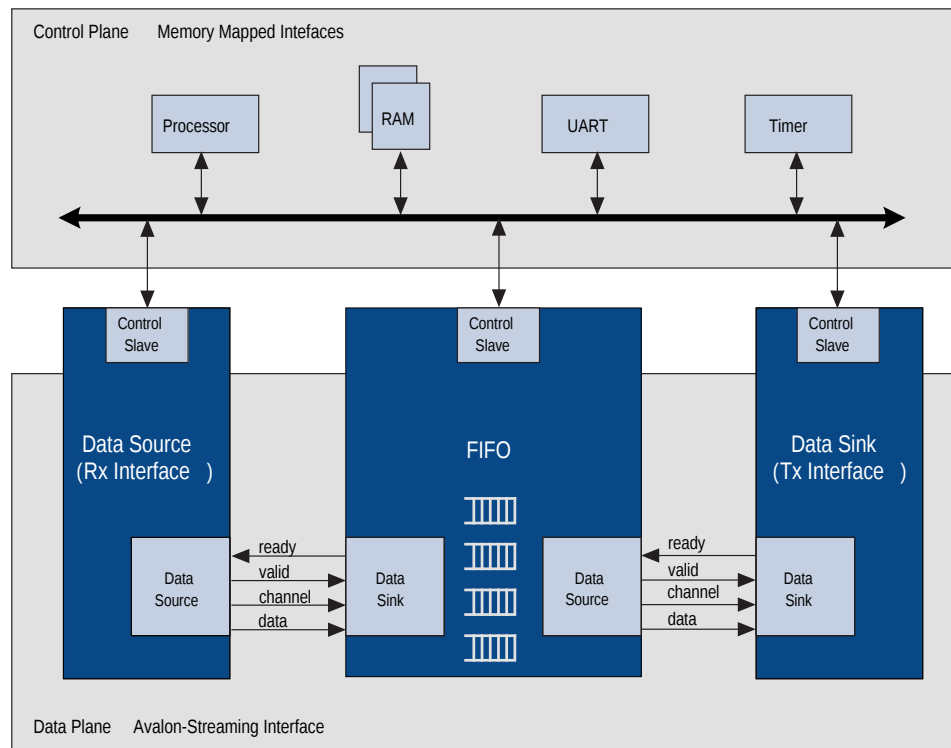 Control Plane Memory Mapped Intefaces
Processor
RAM
UART
Timer
Control
Slave
Control
Slave
Control
Slave
Data Source
(Rx Interface )
FIFO
Data Sink
(Tx Interface )
Data
Source
ready
valid
channel
data
Data
Sink
Data
Source
ready
valid
channel
data
Data
Sink
Data Plane Avalon-Streaming Interface